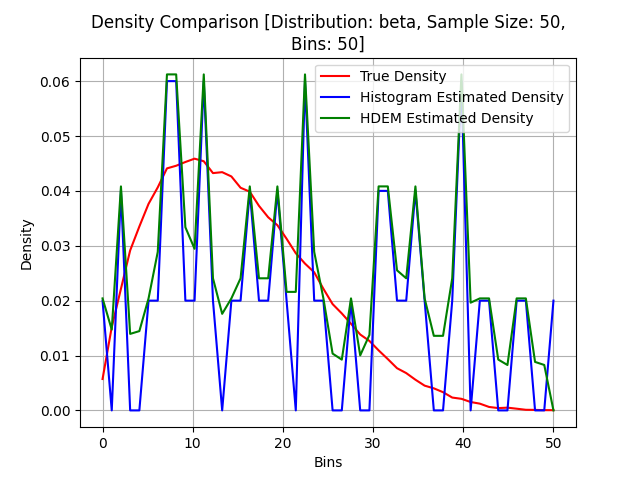 Density Comparison [Distribution: beta, Sample Size: 50,
Bins: 50]
True Density
Histogram Estimated Density
HDEM Estimated Density
Density
0.06
0.05
0.04
0.03
0.02
0.01
0.00
0 10 20 30 40 50
Bins